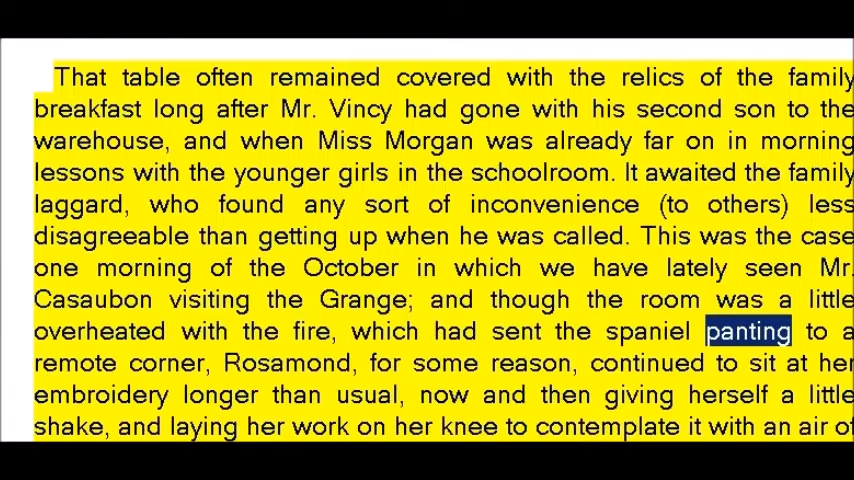 That table often remained covered with the relics of the family
breakfast long after Mr. Vincy had gone with his second son to the
warehouse, and when Miss Morgan was already far on in morning
lessons with the younger girls in the schoolroom. It awaited the family
laggard, who found any sort of inconvenience (to others) less
disagreeable than getting up when he was called. This was the case
one morning of the October in which we have lately seen Mr.
Casaubon visiting the Grange; and though the room was a little
overheated with the fire, which had sent the spaniel panting to a
remote corner, Rosamond, for some reason, continued to sit at her
embroidery longer than usual, now and then giving herself a little
shake, and laying her work on her knee to contemplate it with an air of